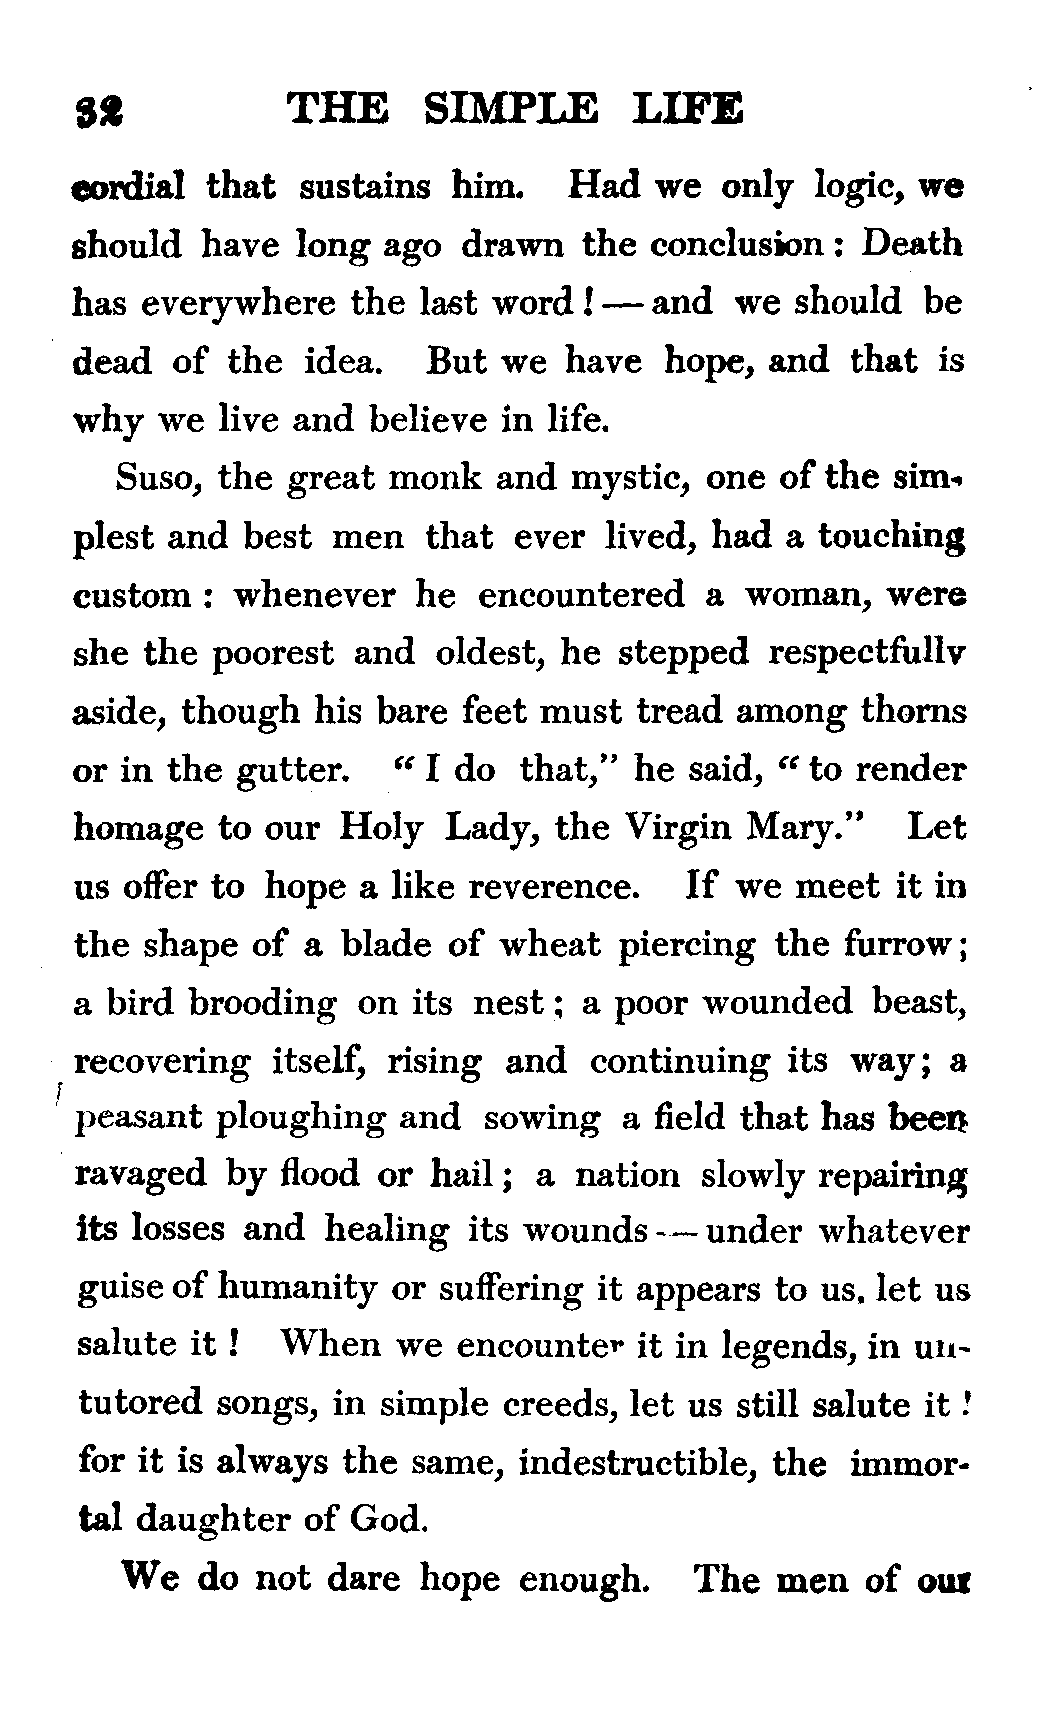 32 THE SIMPLE LIFE
cordial that sustains him. Had we only logic, we
should have long ago drawn the conclusion : Death
has everywhere the last word ! — and we should be
dead of the idea. But we have hope, and that is
why we live and believe in life.
Suso, the great monk and mystic, one of the sim-
plest and best men that ever lived, had a touching
custom : whenever he encountered a woman, were
she the poorest and oldest, he stepped respectfully
aside, though his bare feet must tread among thorns
or in the gutter. “ I do that,” he said, “ to render
homage to our Holy Lady, the Virgin Mary.” Let
us offer to hope a like reverence. If we meet it in
the shape of a blade of wheat piercing the furrow ;
a bird brooding on its nest ; a poor wounded beast,
recovering itself, rising and continuing its way ; a
peasant ploughing and sowing a field that has been
ravaged by flood or hail ; a nation slowly repairing
its losses and healing its wounds — under whatever
guise of humanity or suffering it appears to us, let us
salute it ! When we encounter it in legends, in un-
tutored songs, in simple creeds, let us still salute it !
for it is always the same, indestructible, the immor-
tal daughter of God.
We do not dare hope enough. The men of our